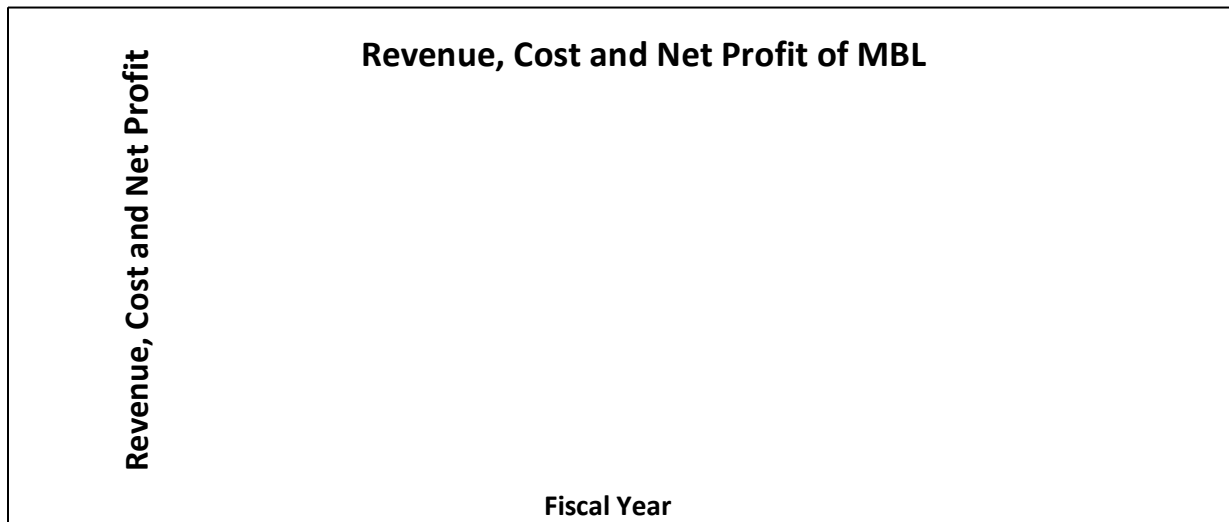 Revenue, Cost and Net Profit of MBL
Revenue, Cost and Net Profit
Fiscal Year